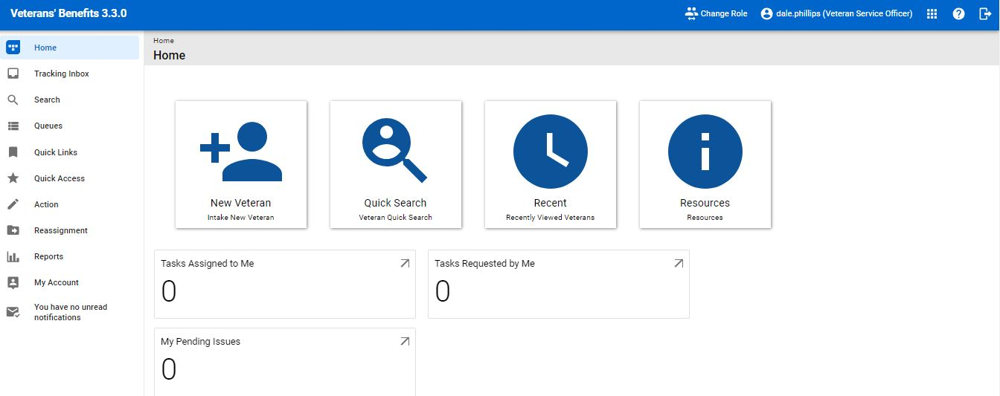 Veterans' Benefits 3.3.0
Change Role
dale.phillips (Veteran Service Officer)
Home
Tracking Inbox
Search
Queues
Quick Links
Quick Access
Action
Reassignment
Reports
My Account
You have no unread
notifications
Home
Home
New Veteran
Intake New Veteran
Quick Search
Veteran Quick Search
Recent
Recently Viewed Veterans
Resources
Resources
Tasks Assigned to Me
0
Tasks Requested by Me
0
My Pending Issues
0